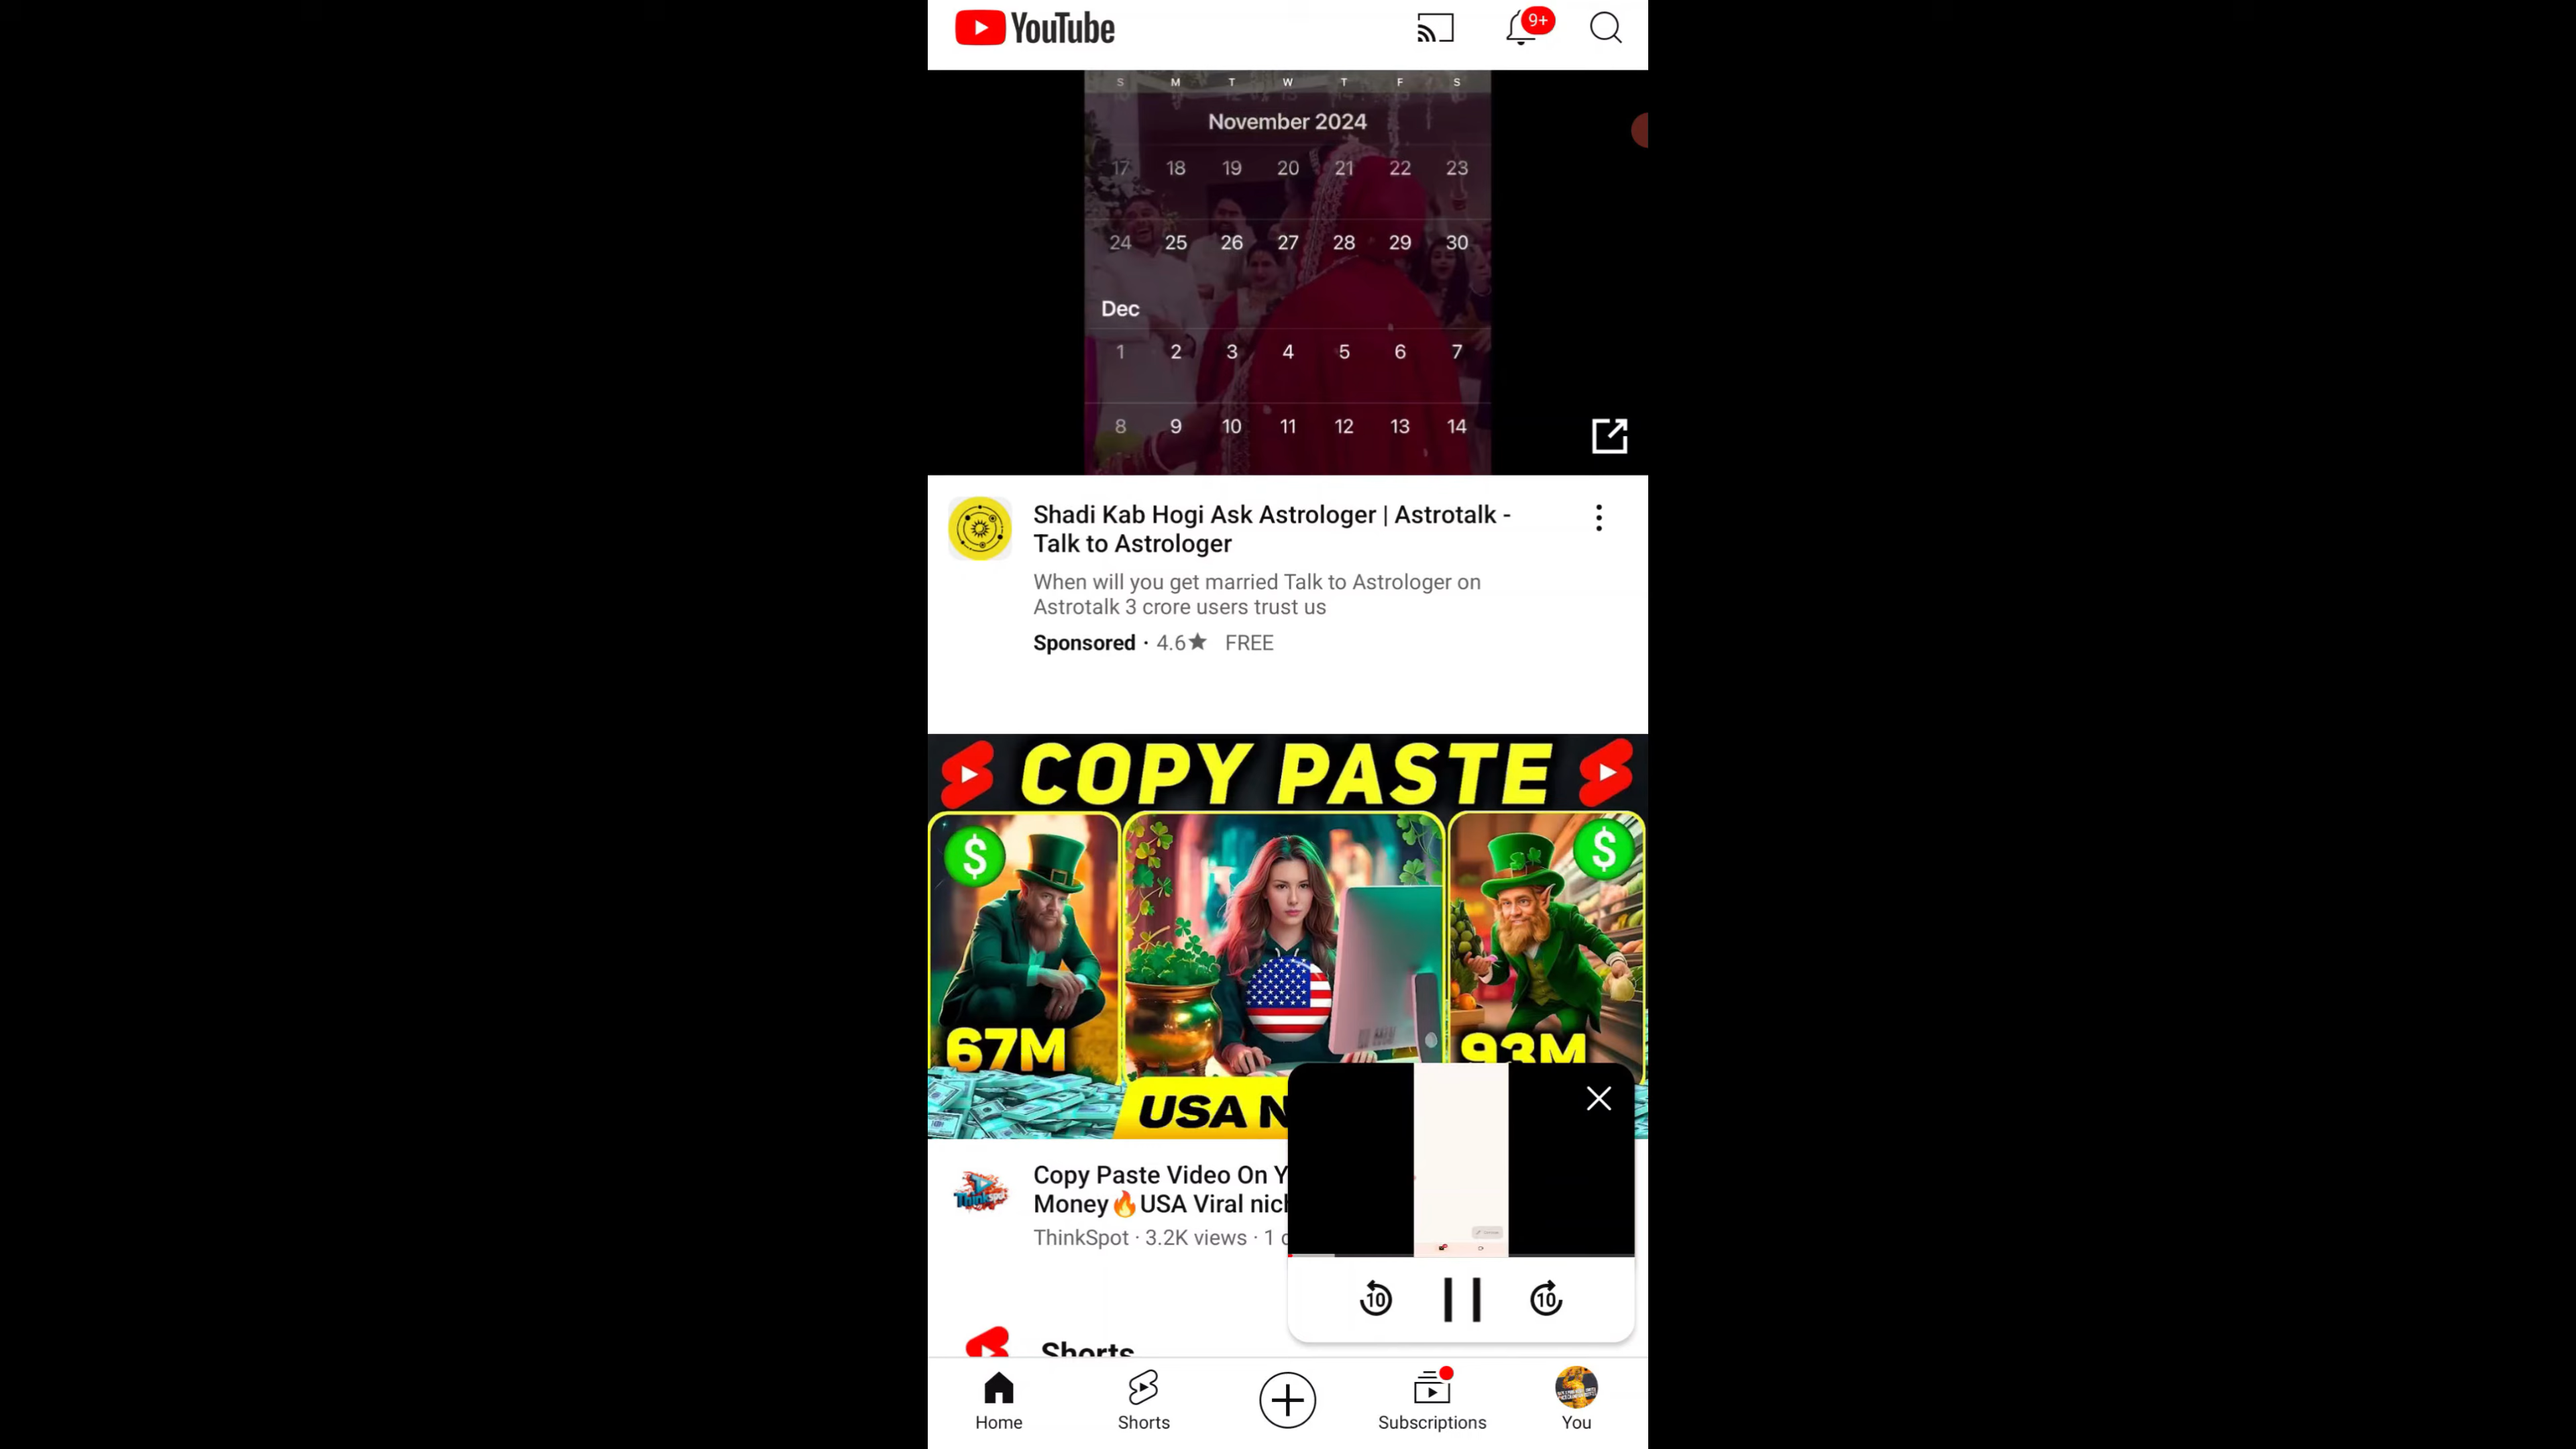 YouTube
9+
S M T W T F S
November 2024
17 18 19 20 21 22 23
24 25 26 27 28 29 30
Dec
1 2 3 4 5 6 7
8 9 10 11 12 13 14
Shadi Kab Hogi Ask Astrologer | Astrotalk -
Talk to Astrologer
When will you get married Talk to Astrologer on
Astrotalk 3 crore users trust us
Sponsored · 4.6★ FREE
COPY PASTE
$ $
67M 93M
USA N
ThinkSpot
Copy Paste Video On Y
Money🔥USA Viral nich
ThinkSpot · 3.2K views · 1
10 10
Shorts
Home Shorts Subscriptions You